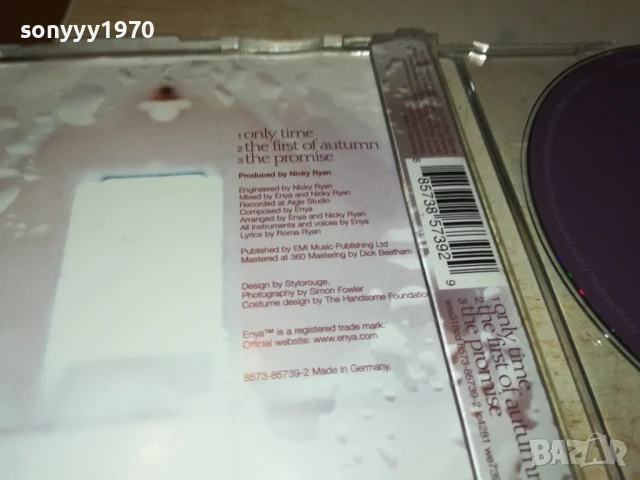 sonyyy1970
1 only time
2 the first of autumn
3 the promise
Produced by Nicky Ryan
Engineered by Nicky Ryan
Mixed by Enya and Nicky Ryan
Recorded at Aigle Studio
Composed by Enya
Arranged by Enya and Nicky Ryan
All instruments and voices by Enya
Lyrics by Roma Ryan
Published by EMI Music Publishing Ltd
Mastered at 360 Mastering by Dick Beetham
Design by Stylorouge.
Photography by Simon Fowler
Costume design by The Handsome Foundation
Enya™ is a registered trade mark.
Official website: www.enya.com
8573-85739-2 Made in Germany.
85738 57392 9
1 only time
2 the first of autumn
3 the promise
8573-85739-2
BAZAR